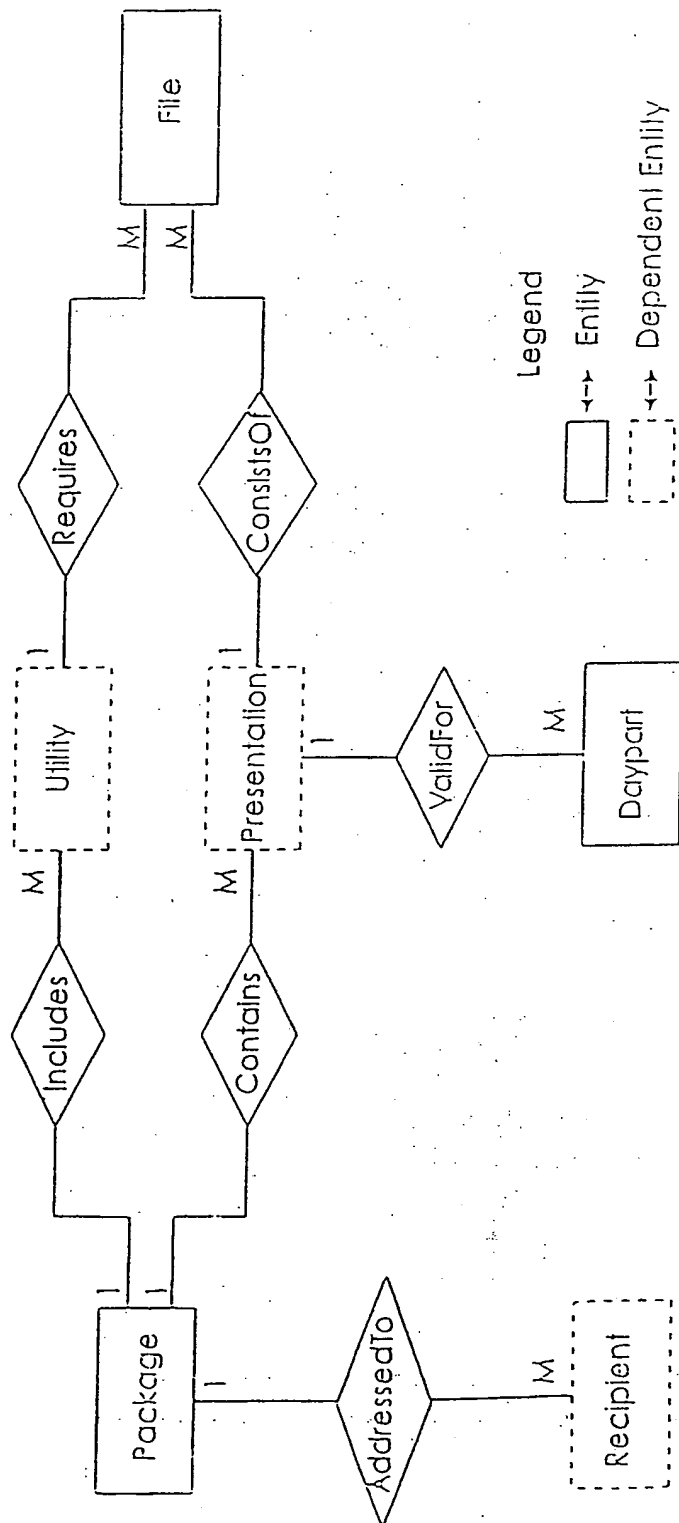 Package
1
1
Includes
M
Utility
1
Requires
M
File
Contains
M
Presentation
1
ConsistsOf
M
1
AddressedTo
M
Recipient
1
ValidFor
M
Daypart
Legend
Entity
Dependent Entity